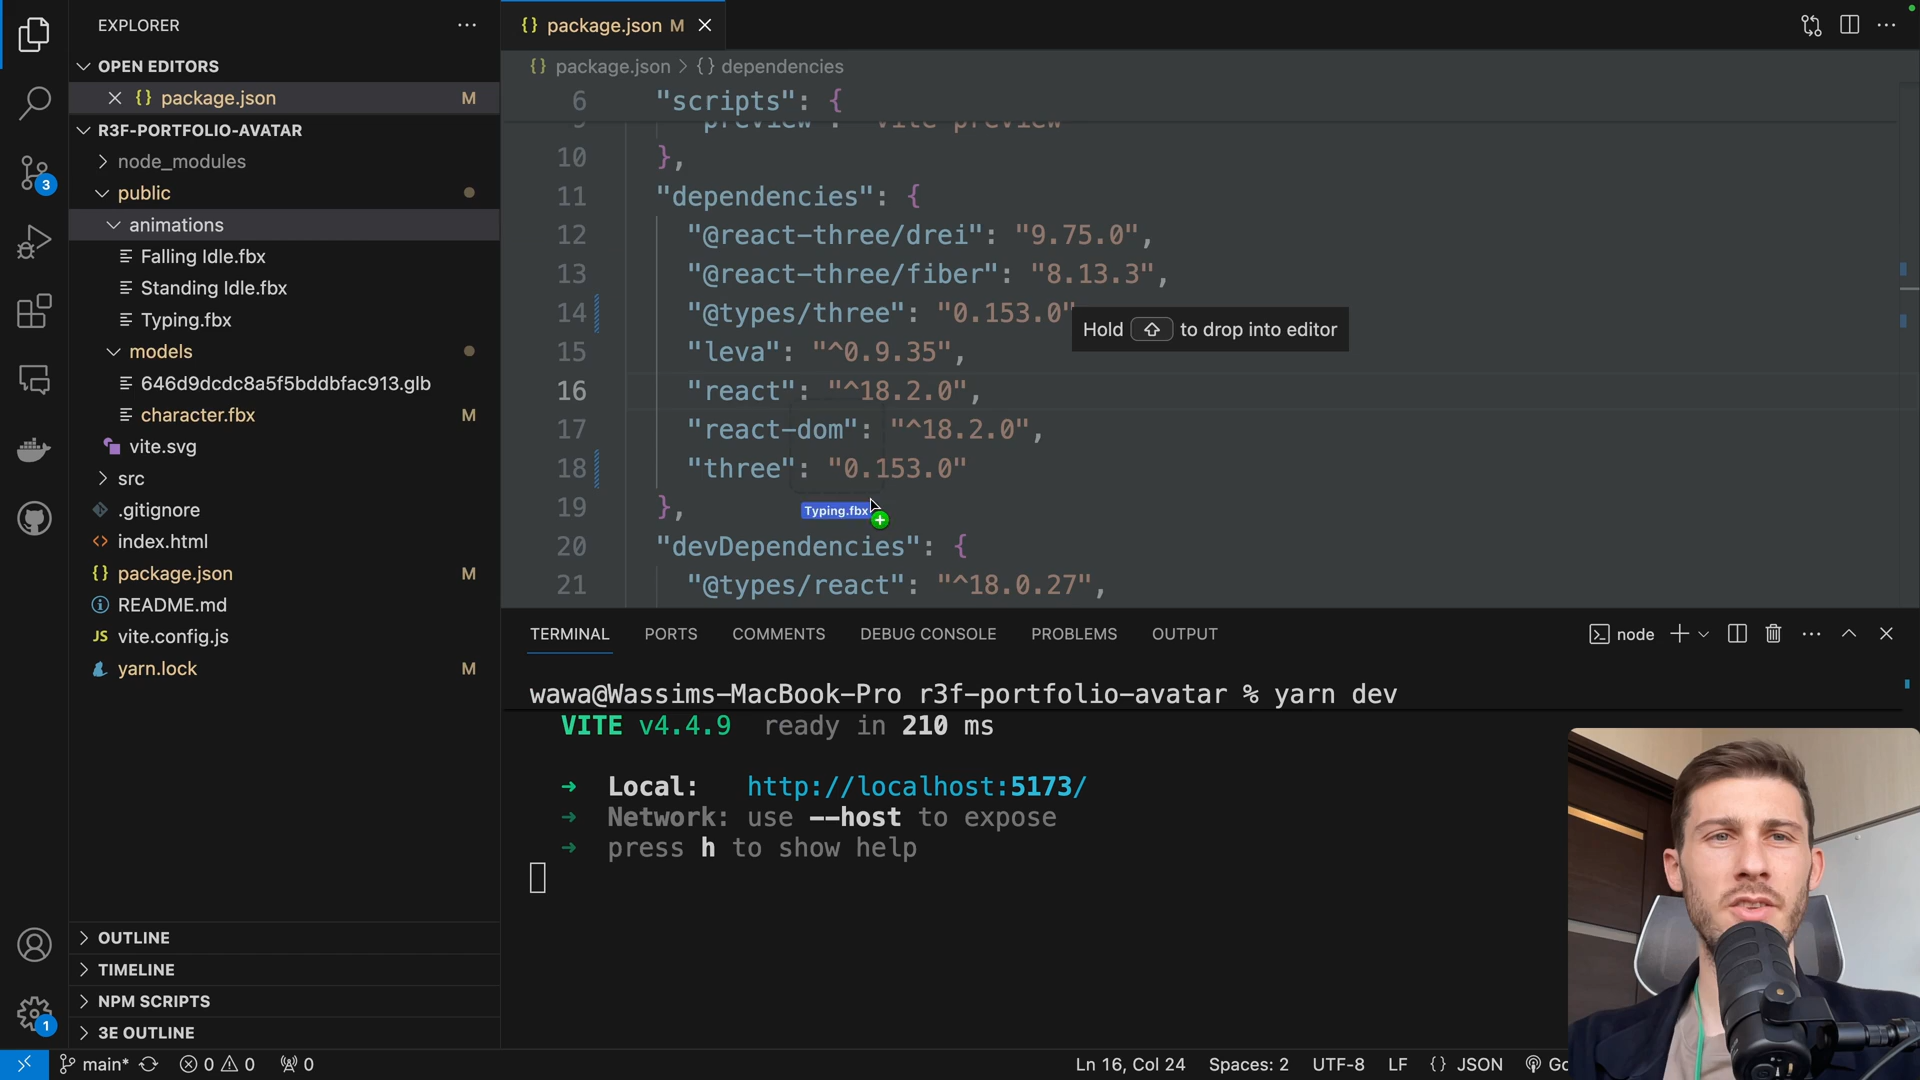 EXPLORER
OPEN EDITORS
package.json M
R3F-PORTFOLIO-AVATAR
node_modules
public
animations
Falling Idle.fbx
Standing Idle.fbx
Typing.fbx
models
646d9dcdc8a5f5bddbfac913.glb
character.fbx M
vite.svg
src
.gitignore
index.html
package.json M
README.md
JS vite.config.js
yarn.lock M
OUTLINE
TIMELINE
NPM SCRIPTS
3E OUTLINE
3
1
{} package.json M
{} package.json > {} dependencies
6 "scripts": {
9 "preview": "vite preview"
10 },
11 "dependencies": {
12 "@react-three/drei": "9.75.0",
13 "@react-three/fiber": "8.13.3",
14 "@types/three": "0.153.0"
Hold ⇧ to drop into editor
15 "leva": "^0.9.35",
16 "react": "^18.2.0",
17 "react-dom": "^18.2.0",
18 "three": "0.153.0"
19 },
Typing.fbx
20 "devDependencies": {
21 "@types/react": "^18.0.27",
TERMINAL PORTS COMMENTS DEBUG CONSOLE PROBLEMS OUTPUT node
wawa@Wassims-MacBook-Pro r3f-portfolio-avatar % yarn dev
VITE v4.4.9 ready in 210 ms
➜ Local: http://localhost:5173/
➜ Network: use --host to expose
➜ press h to show help
main* 0 0 0 Ln 16, Col 24 Spaces: 2 UTF-8 LF {} JSON Go